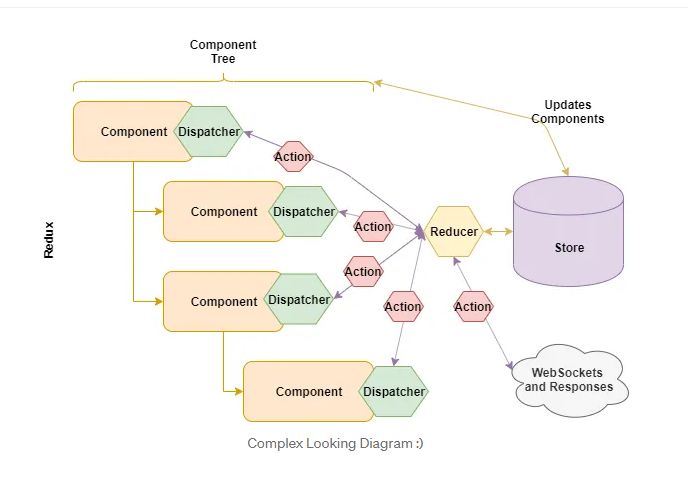 Component
Tree
Updates
Components
Component
Dispatcher
Action
Component
Dispatcher
Action
Reducer
Store
Redux
Component
Dispatcher
Action
Action
Action
Component
Dispatcher
WebSockets
and Responses
Complex Looking Diagram :)